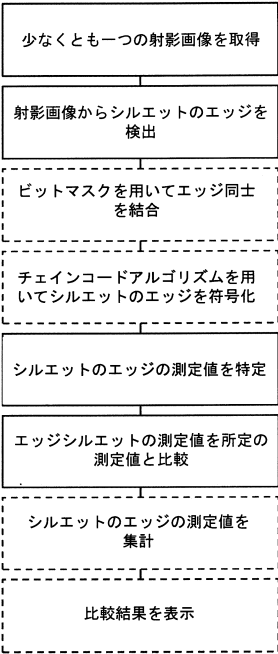 少なくとも一つの射影画像を取得
射影画像からシルエットのエッジを
検出
ビットマスクを用いてエッジ同士
を結合
チェインコードアルゴリズムを用
いてシルエットのエッジを符号化
シルエットのエッジの測定値を特定
エッジシルエットの測定値を所定の
測定値と比較
シルエットのエッジの測定値を
集計
比較結果を表示